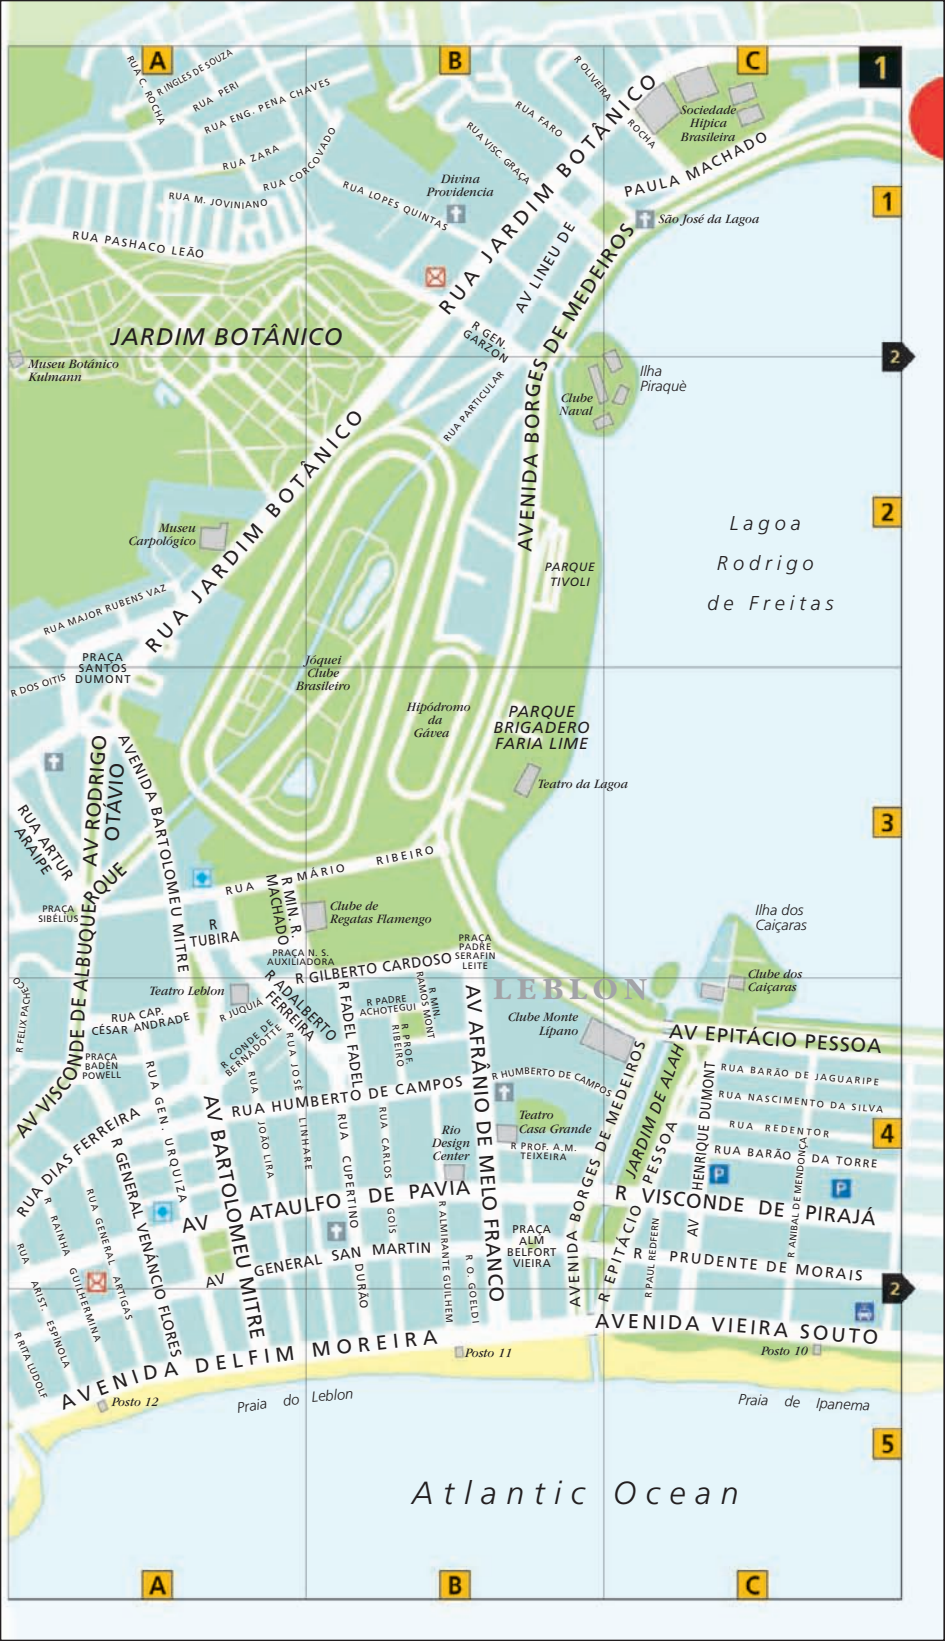 A
B
C
1
RUA C. ROCHA
R INGLES DE SOUZA
RUA PERI
RUA ENG. PENA CHAVES
RUA ZARA
RUA CORCOVADO
RUA M. JOVINIANO
RUA PASHACO LEÃO
RUA LOPES QUINTAS
Divina
Providencia
RUA VISC. GRAÇA
RUA FARO
R OLIVEIRA
ROCHA
Sociedade
Hípica
Brasileira
PAULA MACHADO
1
São José da Lagoa
RUA JARDIM BOTÂNICO
AV LINEU DE
AVENIDA BORGES DE MEDEIROS
R GEN.
GARZON
JARDIM BOTÂNICO
Museu Botánico
Kulmann
2
Ilha
Piraquè
Clube
Naval
RUA PARTICULAR
RUA JARDIM BOTÂNICO
Museu
Carpológico
2
Lagoa
Rodrigo
de Freitas
PARQUE
TIVOLI
RUA MAJOR RUBENS VAZ
PRAÇA
SANTOS
DUMONT
R DOS OITIS
Jóquei
Clube
Brasileiro
Hipódromo
da
Gávea
PARQUE
BRIGADERO
FARIA LIME
Teatro da Lagoa
3
AV RODRIGO
OTÁVIO
AVENIDA BARTOLOMEU MITRE
RUA ARTUR
ARAIPE
RUA MÁRIO RIBEIRO
R MIN. R
MACHADO
Clube de
Regatas Flamengo
PRAÇA
SIBÉLIUS
R
TUBIRA
PRAÇA N. S.
AUXILIADORA
PRAÇA
PADRE
SERAFIN
LEITE
R GILBERTO CARDOSO
Ilha dos
Caiçaras
Clube dos
Caiçaras
LEBLON
AV VISCONDE DE ALBUQUERQUE
R FELIX PACHECO
Teatro Leblon
RUA CAP.
CÉSAR ANDRADE
R JUQUIÁ
R ADALBERTO
FERREIRA
R CONDE DE
BERNADOTTE
R FADEL FADEL
R PADRE
ACHOTEGUI
R MIN.
RAMOS MONT
R PROF.
RIBEIRO
Clube Monte
Lípano
AV EPITÁCIO PESSOA
PRAÇA
BADEN
POWELL
RUA JOSÉ LINHARE
RUA JOÃO LIRA
RUA HUMBERTO DE CAMPOS
R HUMBERTO DE CAMPOS
RUA BARÃO DE JAGUARIPE
RUA NASCIMENTO DA SILVA
RUA REDENTOR
RUA BARÃO DA TORRE
4
Teatro
Casa Grande
R PROF. A.M.
TEIXEIRA
Rio
Design
Center
RUA DIAS FERREIRA
RUA GEN. URQUIZA
R GENERAL VENÁNCIO FLORES
AV BARTOLOMEU MITRE
RUA CUPERTINO DURÃO
RUA CARLOS GOIS
AV AFRÂNIO DE MELO FRANCO
AVENIDA BORGES DE MEDEIROS
JARDIM DE ALAH
R EPITÁCIO PESSOA
AV HENRIQUE DUMONT
R ANIBAL DE MENDONÇA
P
P
AV ATAULFO DE PAVIA
R VISCONDE DE PIRAJÁ
AV GENERAL SAN MARTIN
PRAÇA
ALM
BELFORT
VIEIRA
R PAUL REDFERN
R PRUDENTE DE MORAIS
R ALMIRANTE GUILHEM
R O. GOELDI
R RAINHA GUILHERMINA
RUA GENERAL ARTIGAS
RUA ARIST. ESPINOLA
R RITA LUDOLF
2
AVENIDA VIEIRA SOUTO
AVENIDA DELFIM MOREIRA
Posto 10
Posto 11
Posto 12
Praia do Leblon
Praia de Ipanema
5
Atlantic Ocean
A
B
C